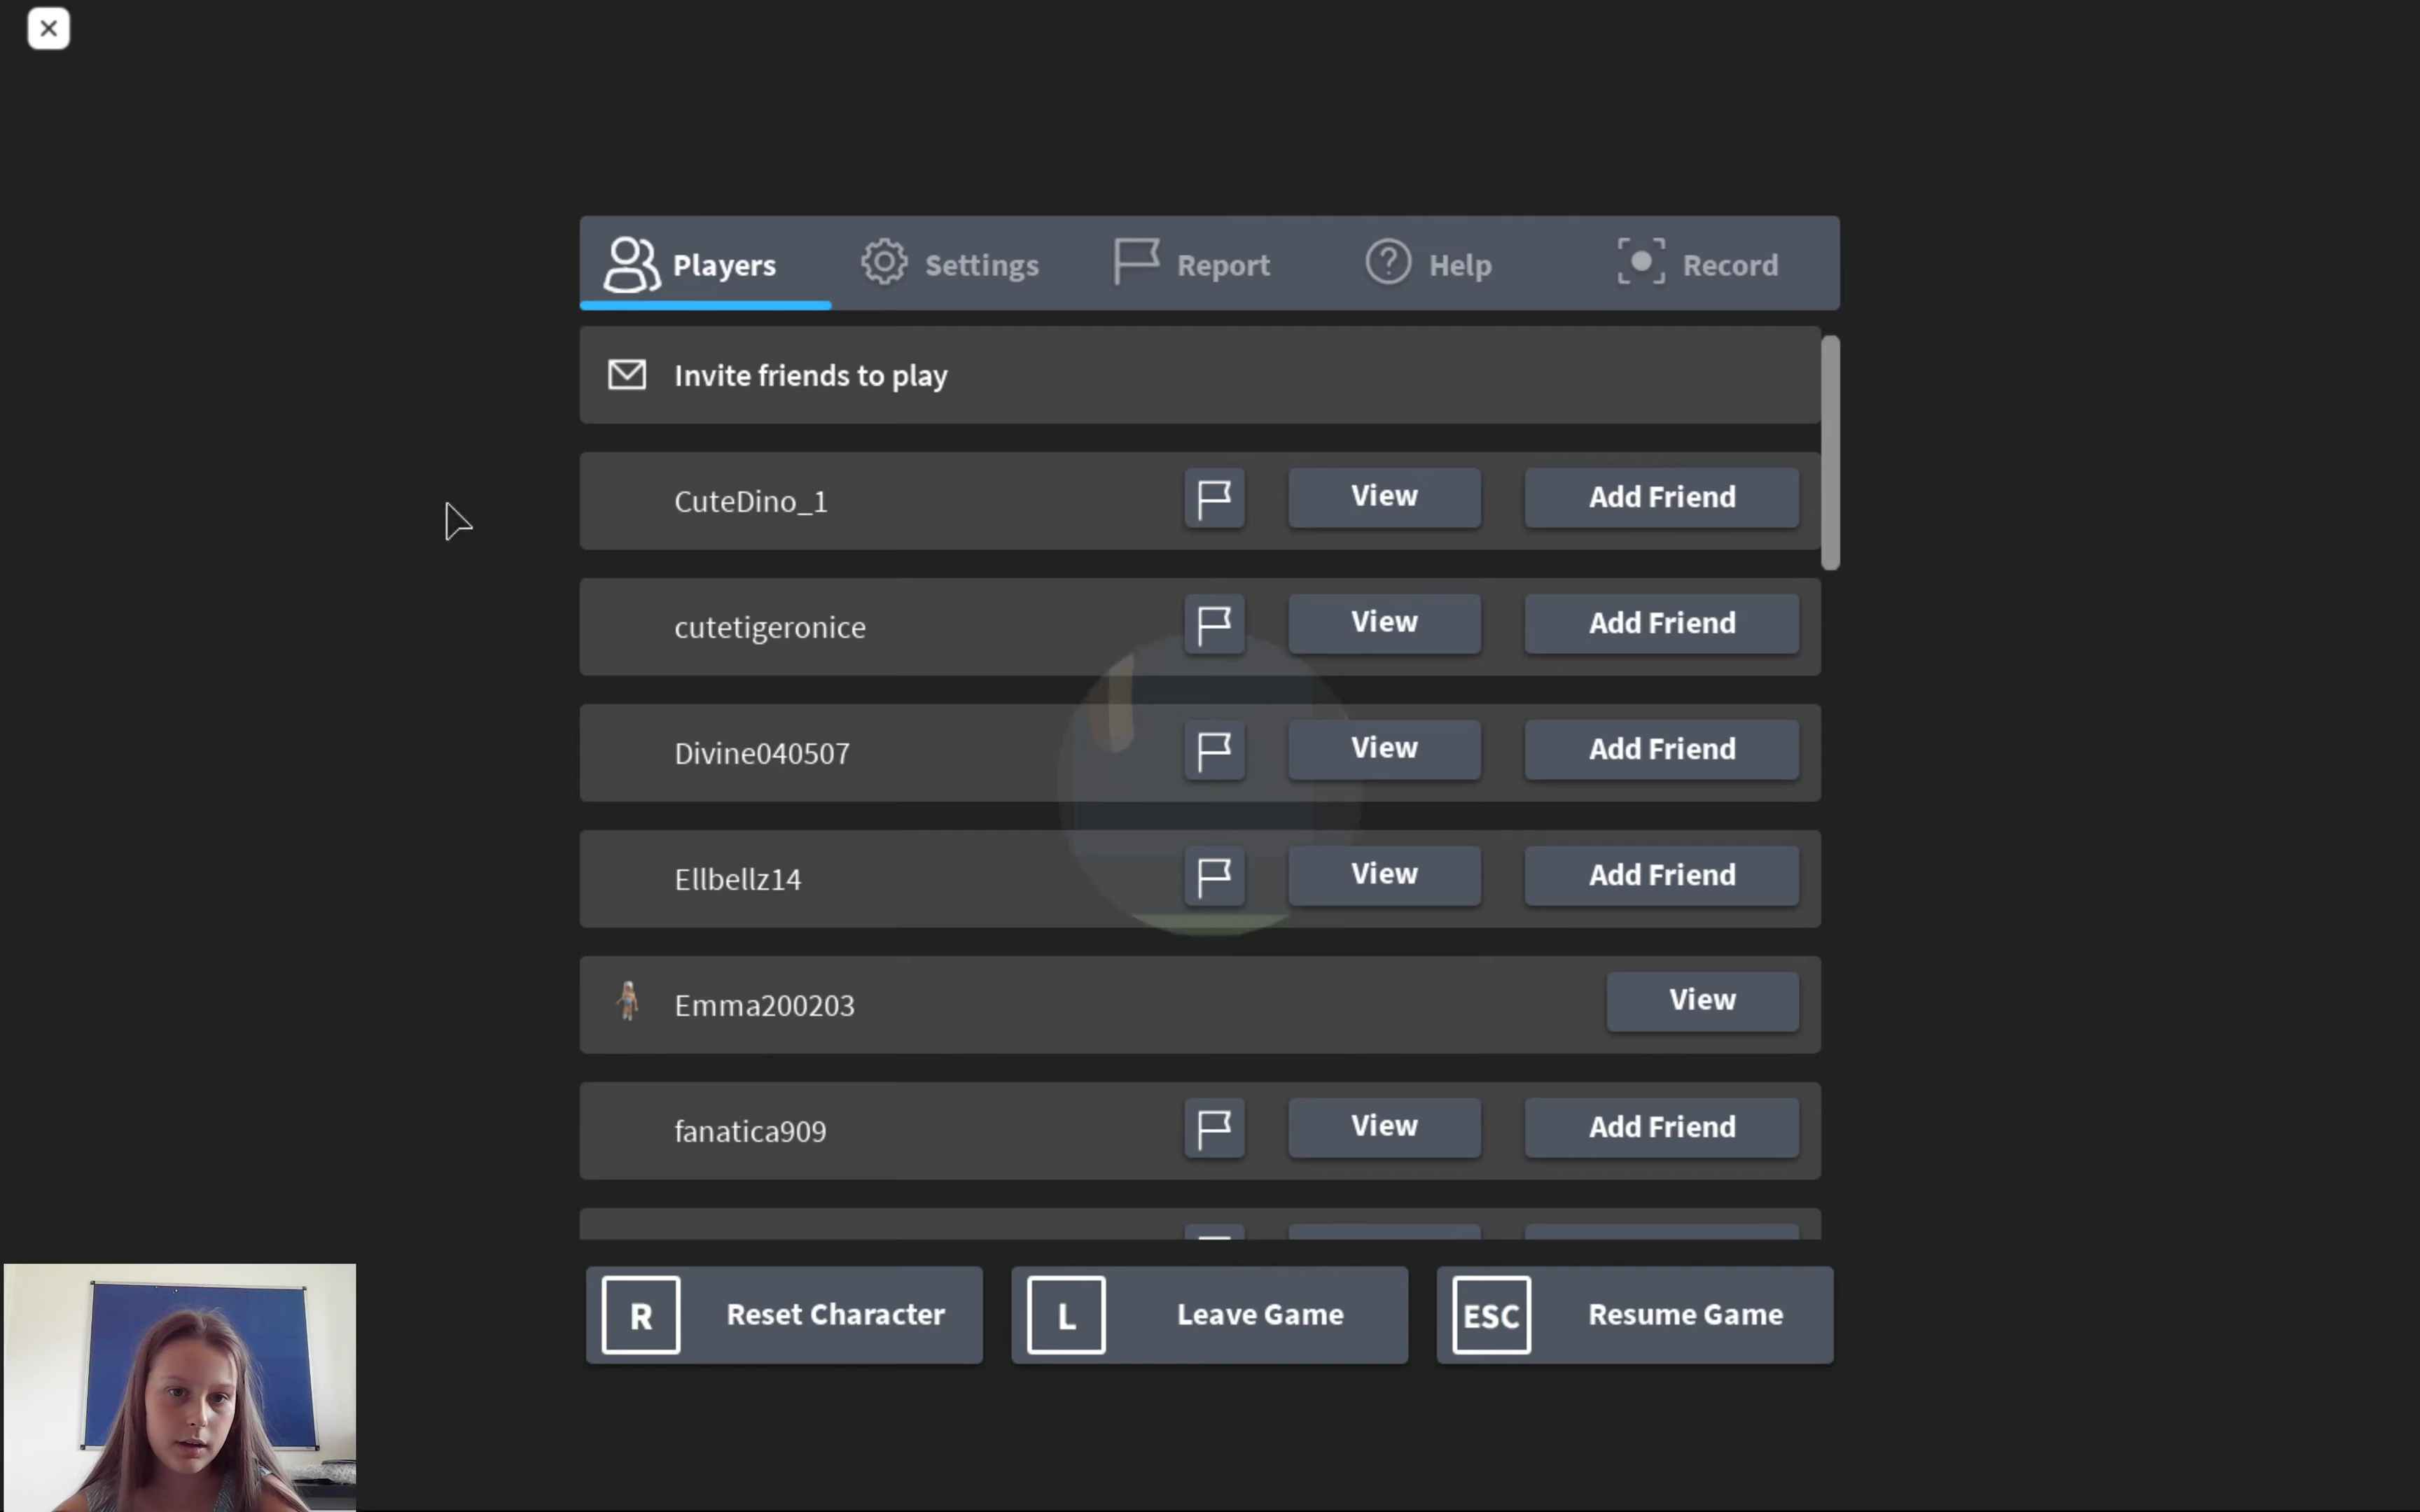 Players Settings Report Help Record
Invite friends to play
CuteDino_1 View Add Friend
cutetigeronice View Add Friend
Divine040507 View Add Friend
Ellbellz14 View Add Friend
Emma200203 View
fanatica909 View Add Friend
R Reset Character L Leave Game ESC Resume Game